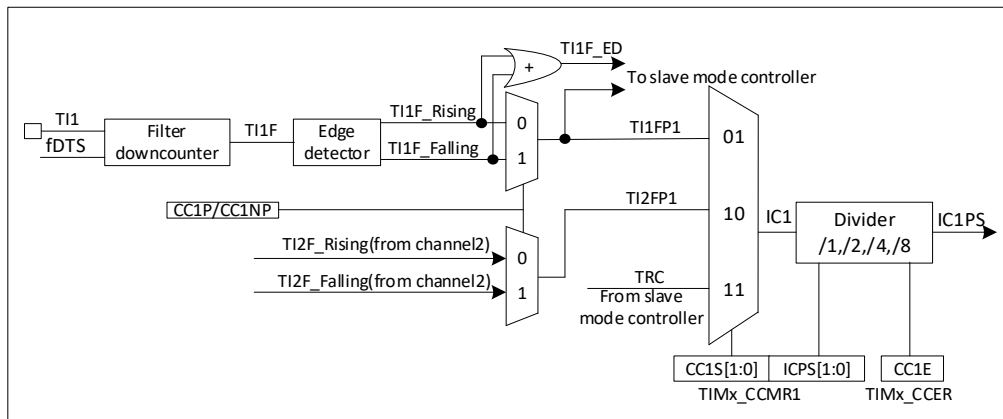 TI1F_ED
+
To slave mode controller
TI1
fDTS
Filter
downcounter
TI1F
Edge
detector
TI1F_Rising
TI1F_Falling
0
1
TI1FP1
01
CC1P/CC1NP
TI2FP1
10
IC1
Divider
/1,/2,/4,/8
IC1PS
TI2F_Rising(from channel2)
TI2F_Falling(from channel2)
0
1
TRC
From slave
mode controller
11
CC1S[1:0]
ICPS[1:0]
CC1E
TIMx_CCMR1
TIMx_CCER